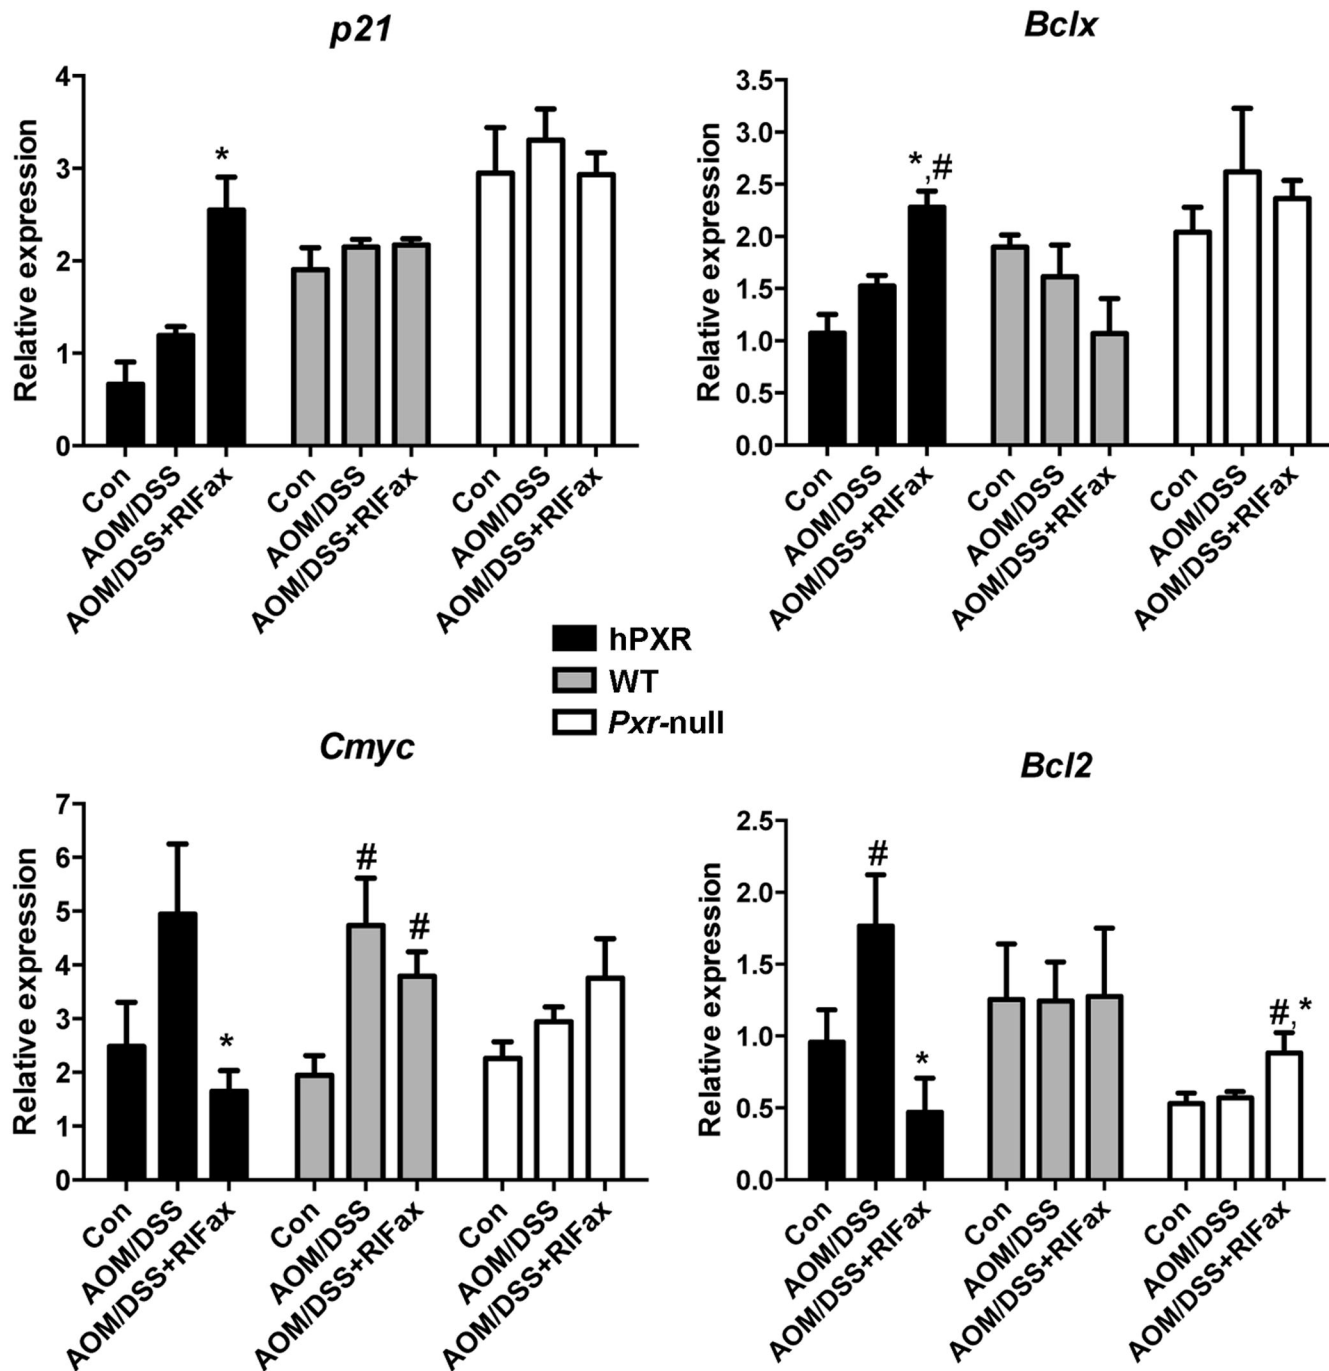 p21
Relative expression
4
3
2
1
0
*
Con
AOM/DSS
AOM/DSS+RIFax
Con
AOM/DSS
AOM/DSS+RIFax
Con
AOM/DSS
AOM/DSS+RIFax
Bclx
Relative expression
3.5
3.0
2.5
2.0
1.5
1.0
0.5
0.0
*,#
Con
AOM/DSS
AOM/DSS+RIFax
Con
AOM/DSS
AOM/DSS+RIFax
Con
AOM/DSS
AOM/DSS+RIFax
hPXR
WT
Pxr-null
Cmyc
Relative expression
7
6
5
4
3
2
1
0
*
#
#
Con
AOM/DSS
AOM/DSS+RIFax
Con
AOM/DSS
AOM/DSS+RIFax
Con
AOM/DSS
AOM/DSS+RIFax
Bcl2
Relative expression
2.5
2.0
1.5
1.0
0.5
0.0
#
*
#,*
Con
AOM/DSS
AOM/DSS+RIFax
Con
AOM/DSS
AOM/DSS+RIFax
Con
AOM/DSS
AOM/DSS+RIFax